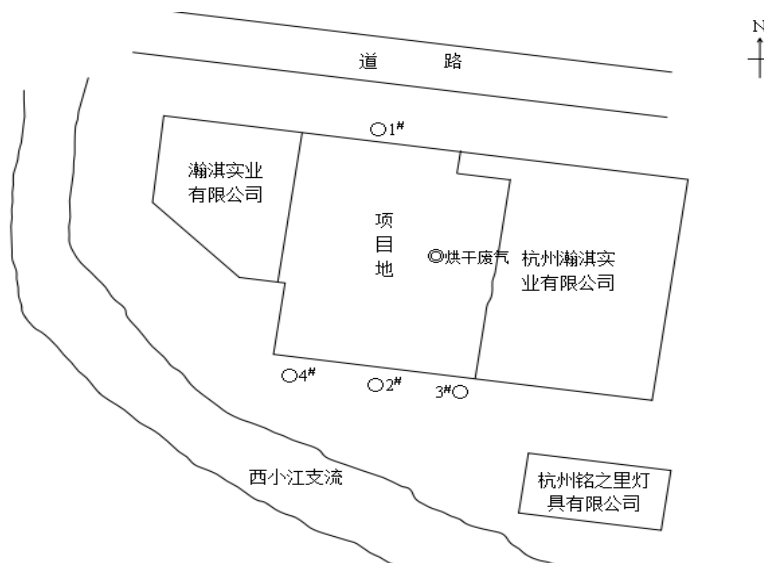 N
道 路
1#
瀚淇实业
有限公司
项
目
地
烘干废气
杭州瀚淇实
业有限公司
4#
2#
3#
西小江支流
杭州铭之里灯
具有限公司